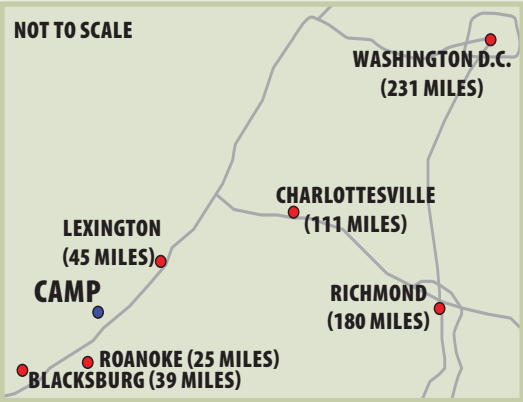 NOT TO SCALE
WASHINGTON D.C.
(231 MILES)
CHARLOTTESVILLE
(111 MILES)
LEXINGTON
(45 MILES)
CAMP
RICHMOND
(180 MILES)
ROANOKE (25 MILES)
BLACKSBURG (39 MILES)